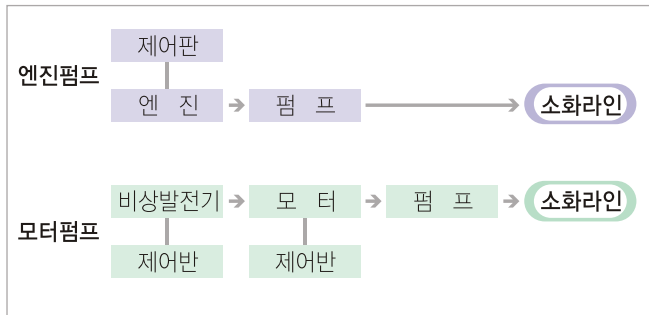 제어판
엔진펌프
엔 진 → 펌 프 → 소화라인
비상발전기 → 모 터 → 펌 프 → 소화라인
모터펌프
제어반 제어반